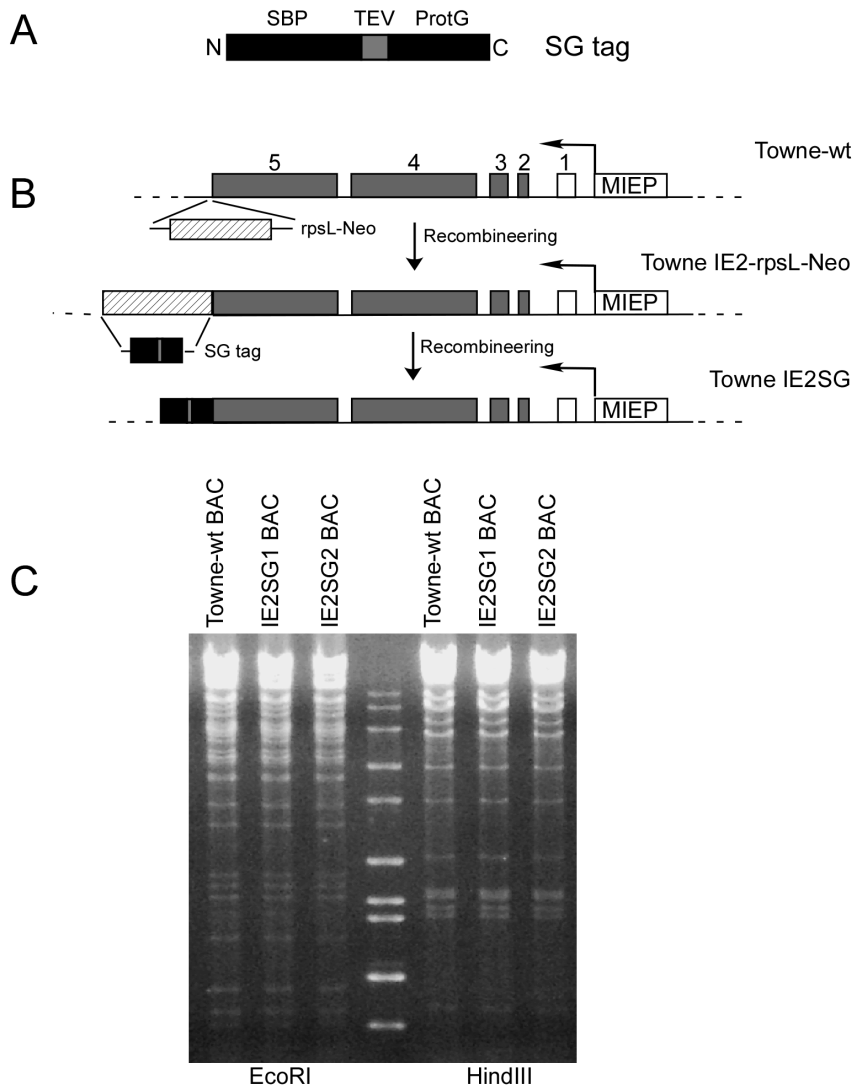 A
SBP TEV ProtG
N C SG tag
B
Towne-wt
5 4 3 2 1 MIEP
rpsL-Neo
Recombineering
Towne IE2-rpsL-Neo
MIEP
SG tag
Recombineering
Towne IE2SG
MIEP
C
Towne-wt BAC
IE2SG1 BAC
IE2SG2 BAC
Towne-wt BAC
IE2SG1 BAC
IE2SG2 BAC
EcoRI HindIII